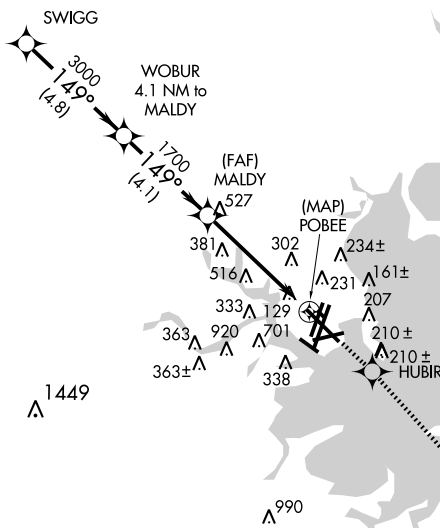 SWIGG
3000
149°
(4.8)
WOBUR
4.1 NM to
MALDY
1700
149°
(4.1)
(FAF)
MALDY
527
(MAP)
POBEE
381
302
234±
516
231
161±
333
129
207
363
920
701
210 ±
363±
338
210 ±
HUBIR
1449
990